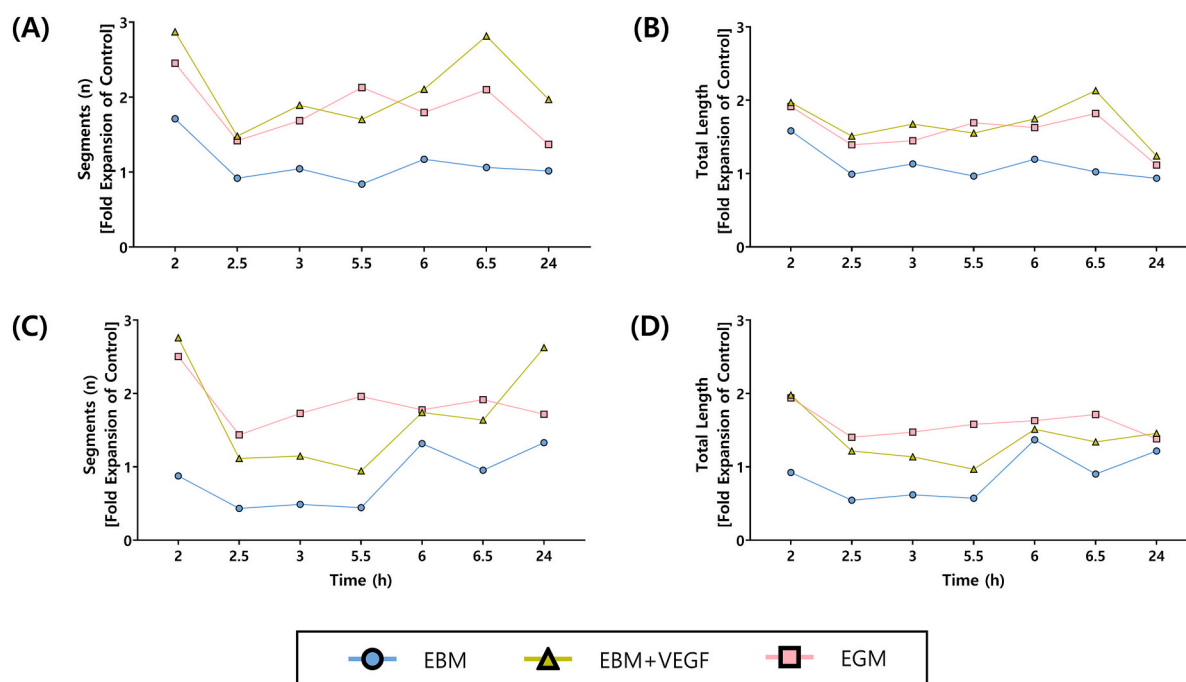 (A)
Segments (n)
[Fold Expansion of Control]
3
2
1
0
2 2.5 3 5.5 6 6.5 24
(B)
Total Length
[Fold Expansion of Control]
3
2
1
0
2 2.5 3 5.5 6 6.5 24
(C)
Segments (n)
[Fold Expansion of Control]
3
2
1
0
2 2.5 3 5.5 6 6.5 24
Time (h)
(D)
Total Length
[Fold Expansion of Control]
3
2
1
0
2 2.5 3 5.5 6 6.5 24
Time (h)
EBM EBM+VEGF EGM